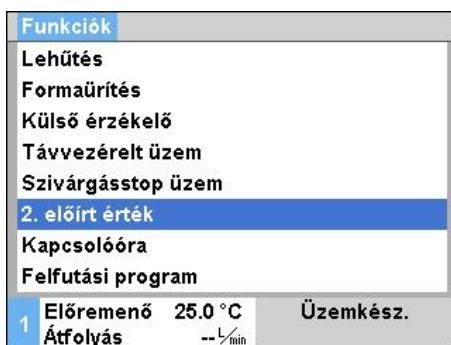 Funkciók
Lehűtés
Formaürítés
Külső érzékelő
Távvezérelt üzem
Szivárgásstop üzem
2. előírt érték
Kapcsolóóra
Felfutási program
1 Előremenő 25.0 °C Üzemkész.
Átfolyás -- L/min